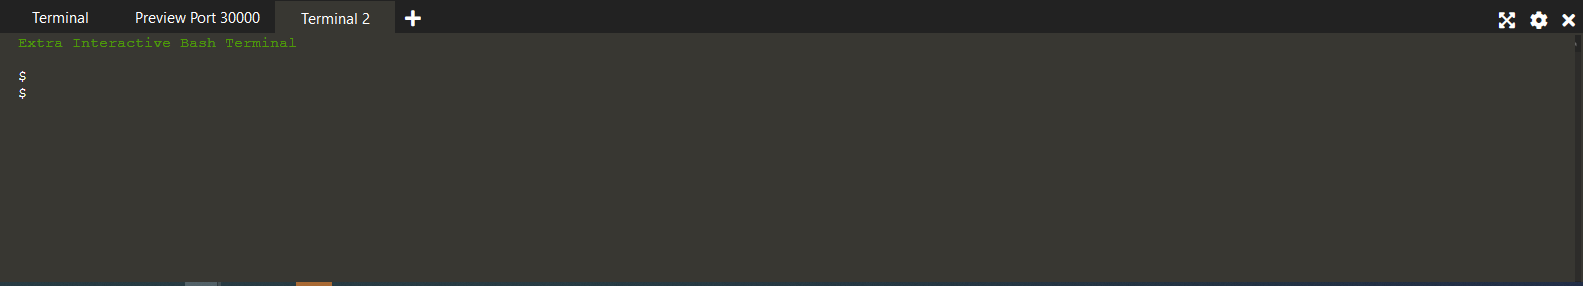 Terminal Preview Port 30000 Terminal 2 +
Extra Interactive Bash Terminal
$
$